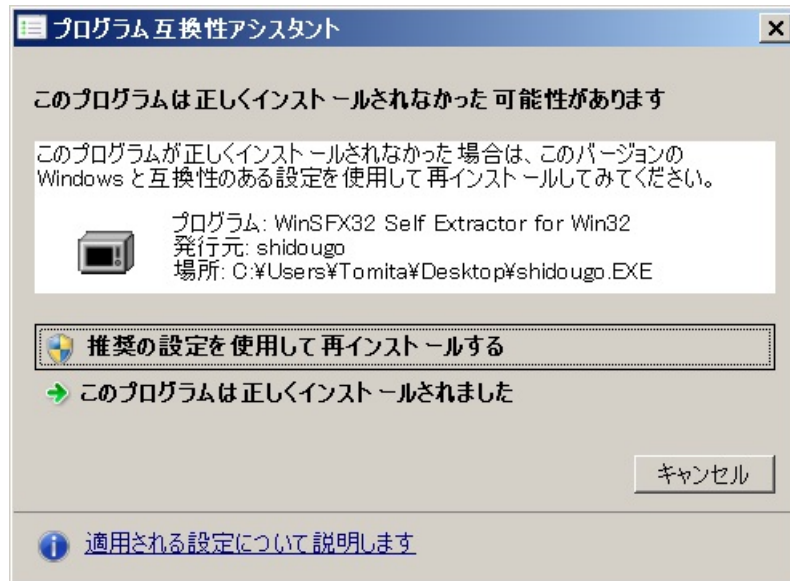 プログラム互換性アシスタント
このプログラムは正しくインストールされなかった可能性があります
このプログラムが正しくインストールされなかった場合は、このバージョンの
Windows と互換性のある設定を使用して再インストールしてみてください。
プログラム: WinSFX32 Self Extractor for Win32
発行元: shidougo
場所: C:¥Users¥Tomita¥Desktop¥shidougo.EXE
推奨の設定を使用して再インストールする
このプログラムは正しくインストールされました
キャンセル
適用される設定について説明します